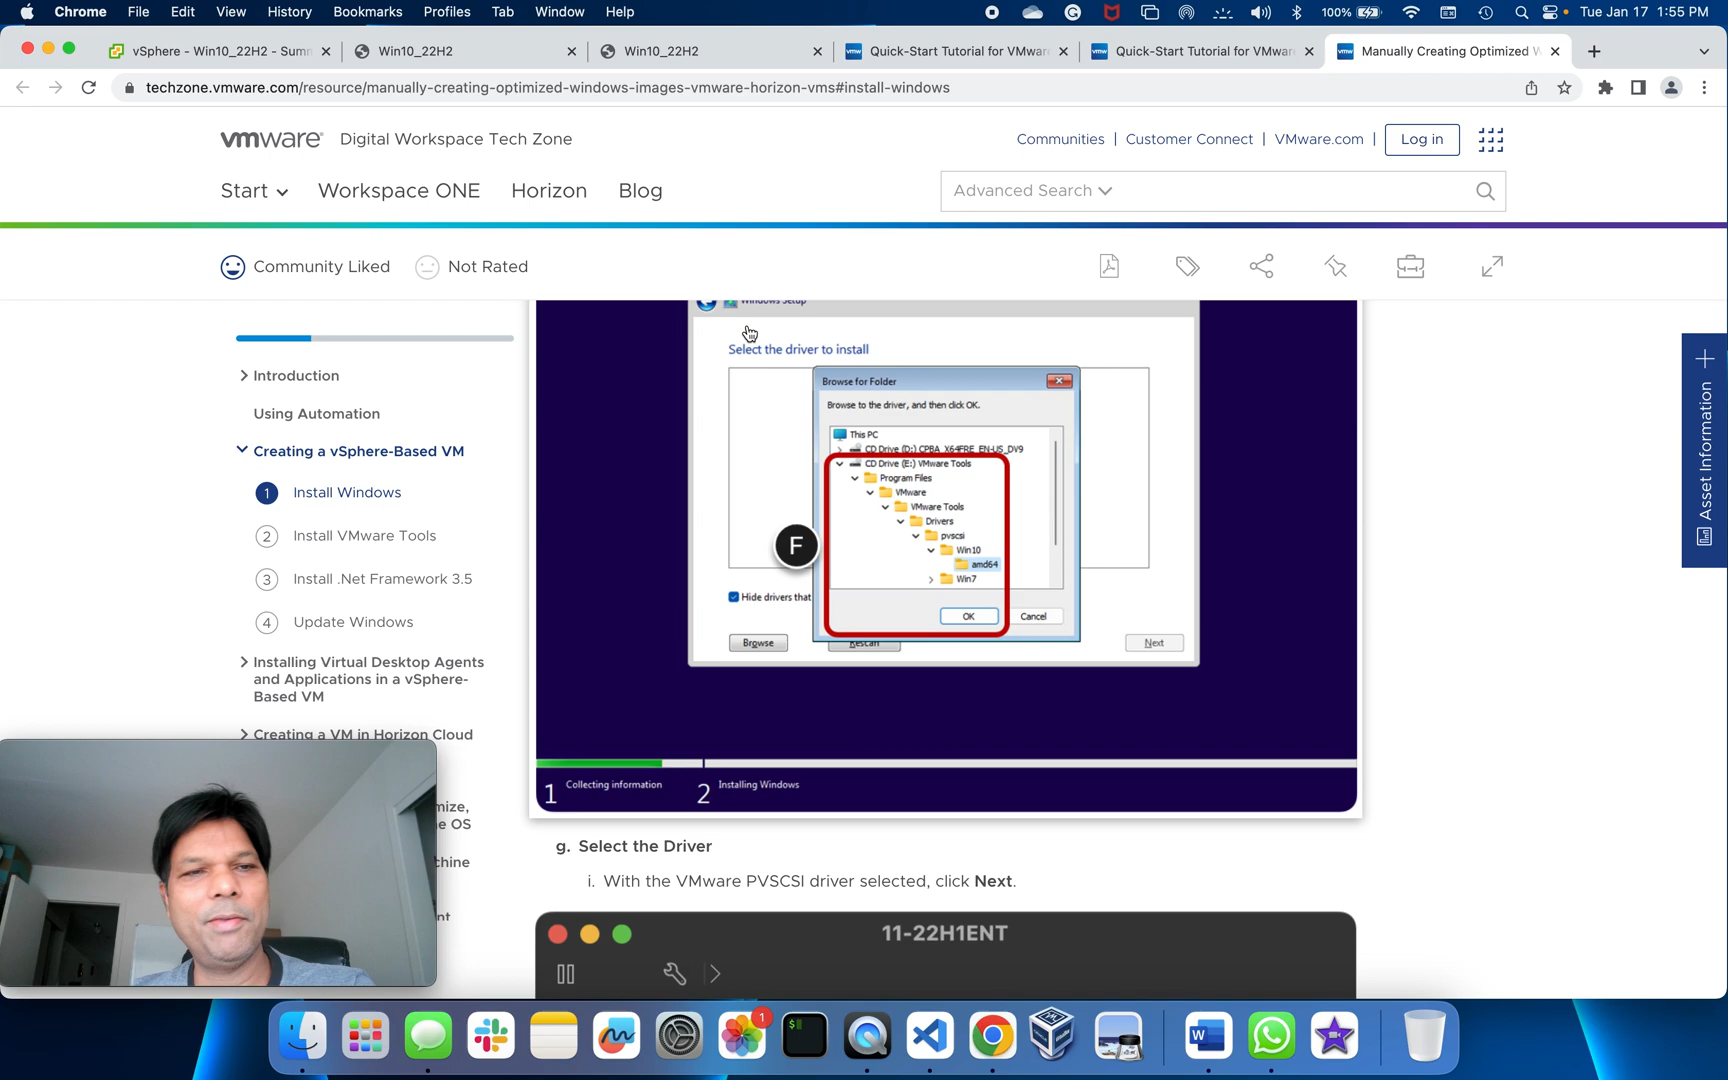 Chrome File Edit View History Bookmarks Profiles Tab Window Help 100% Tue Jan 17 1:55 PM
vSphere - Win10_22H2 - Sum Win10_22H2 Win10_22H2 Quick-Start Tutorial for VMwar Quick-Start Tutorial for VMwar Manually Creating Optimized W
techzone.vmware.com/resource/manually-creating-optimized-windows-images-vmware-horizon-vms#install-windows
vmware® Digital Workspace Tech Zone
Communities | Customer Connect | VMware.com | Log in
Start Workspace ONE Horizon Blog
Advanced Search
Community Liked Not Rated
Asset Information
Introduction
Using Automation
Creating a vSphere-Based VM
1 Install Windows
2 Install VMware Tools
3 Install .Net Framework 3.5
4 Update Windows
Installing Virtual Desktop Agents
and Applications in a vSphere-
Based VM
Creating a VM in Horizon Cloud
mize,
e OS
chine
nt
Windows Setup
Select the driver to install
Browse for Folder
Browse to the driver, and then click OK.
This PC
CD Drive (D:) CPBA_X64FRE_EN-US_DV9
CD Drive (E:) VMware Tools
Program Files
VMware
VMware Tools
Drivers
pvscsi
Win10
amd64
Win7
F
Hide drivers that
OK Cancel
Browse Rescan Next
1 Collecting information 2 Installing Windows
g. Select the Driver
i. With the VMware PVSCSI driver selected, click Next.
11-22H1ENT
1